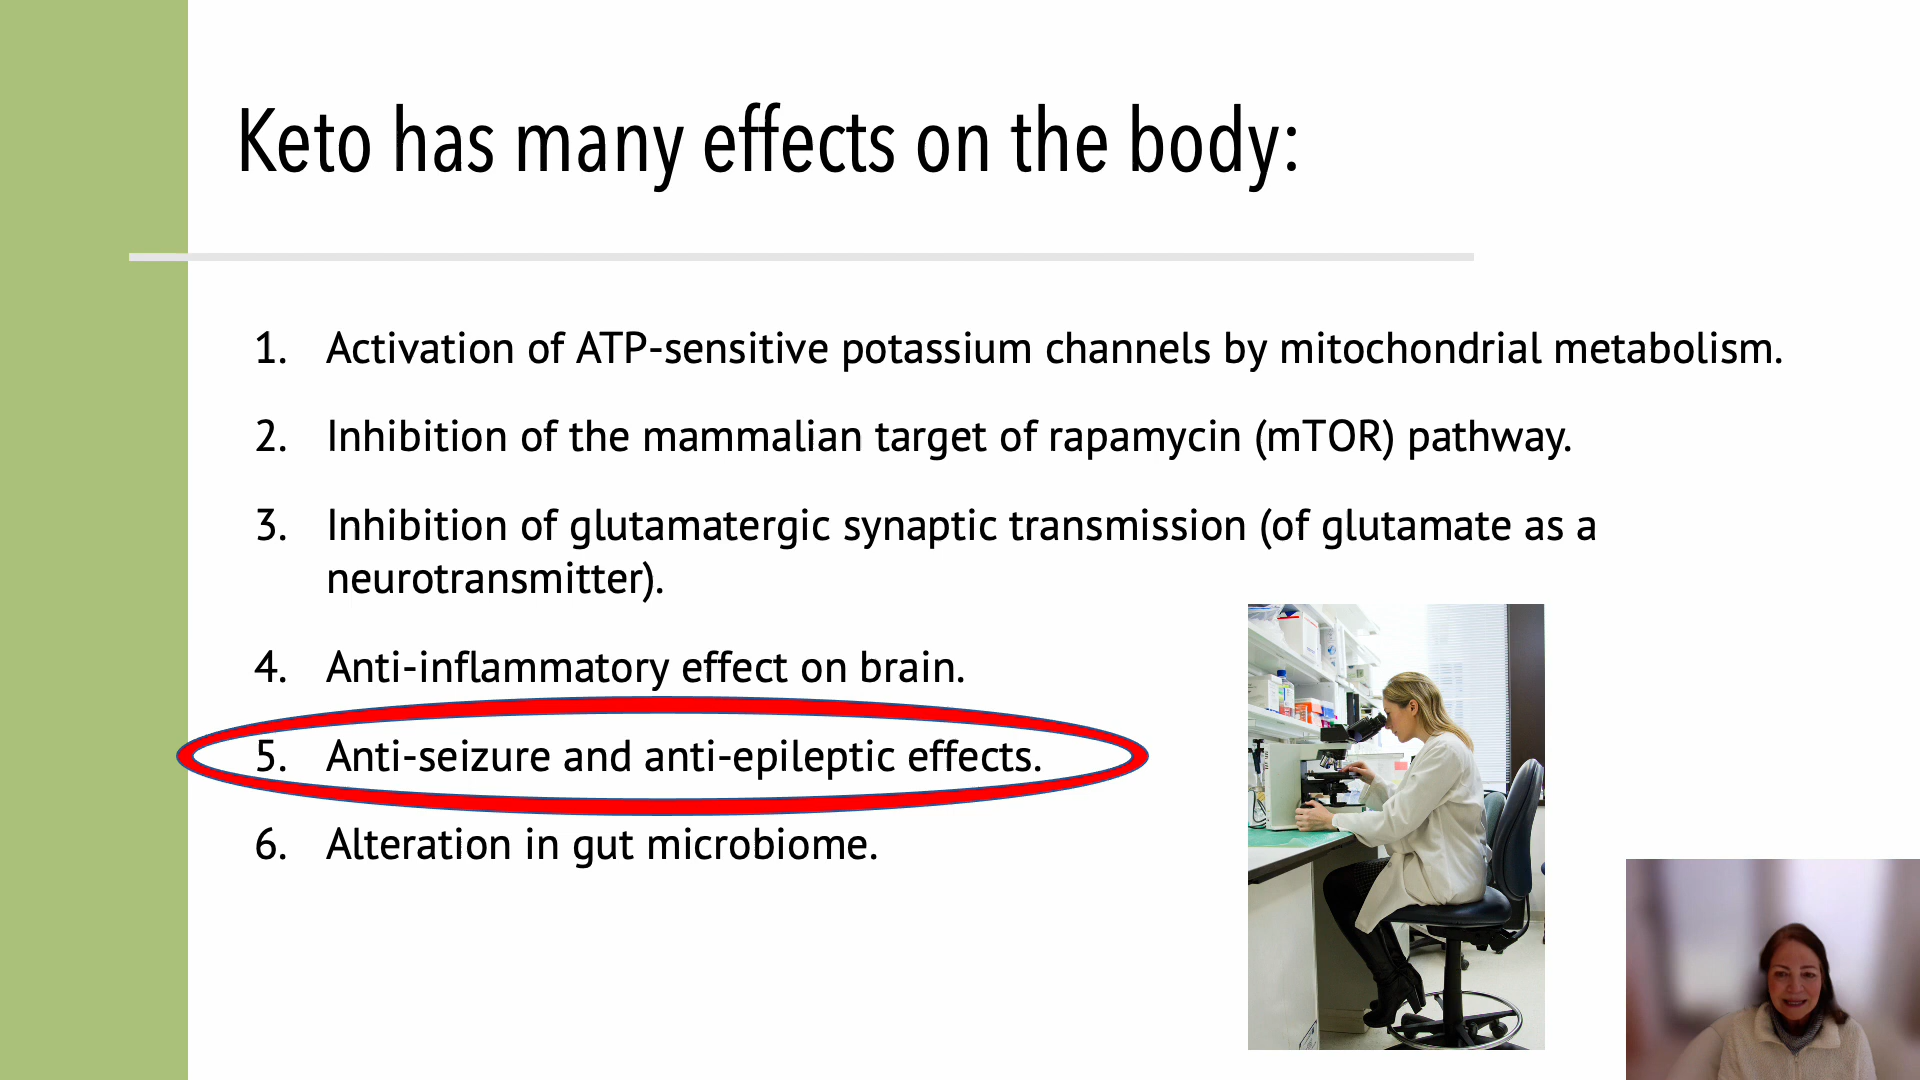 Keto has many effects on the body:
1. Activation of ATP-sensitive potassium channels by mitochondrial metabolism.
2. Inhibition of the mammalian target of rapamycin (mTOR) pathway.
3. Inhibition of glutamatergic synaptic transmission (of glutamate as a
neurotransmitter).
4. Anti-inflammatory effect on brain.
5. Anti-seizure and anti-epileptic effects.
6. Alteration in gut microbiome.